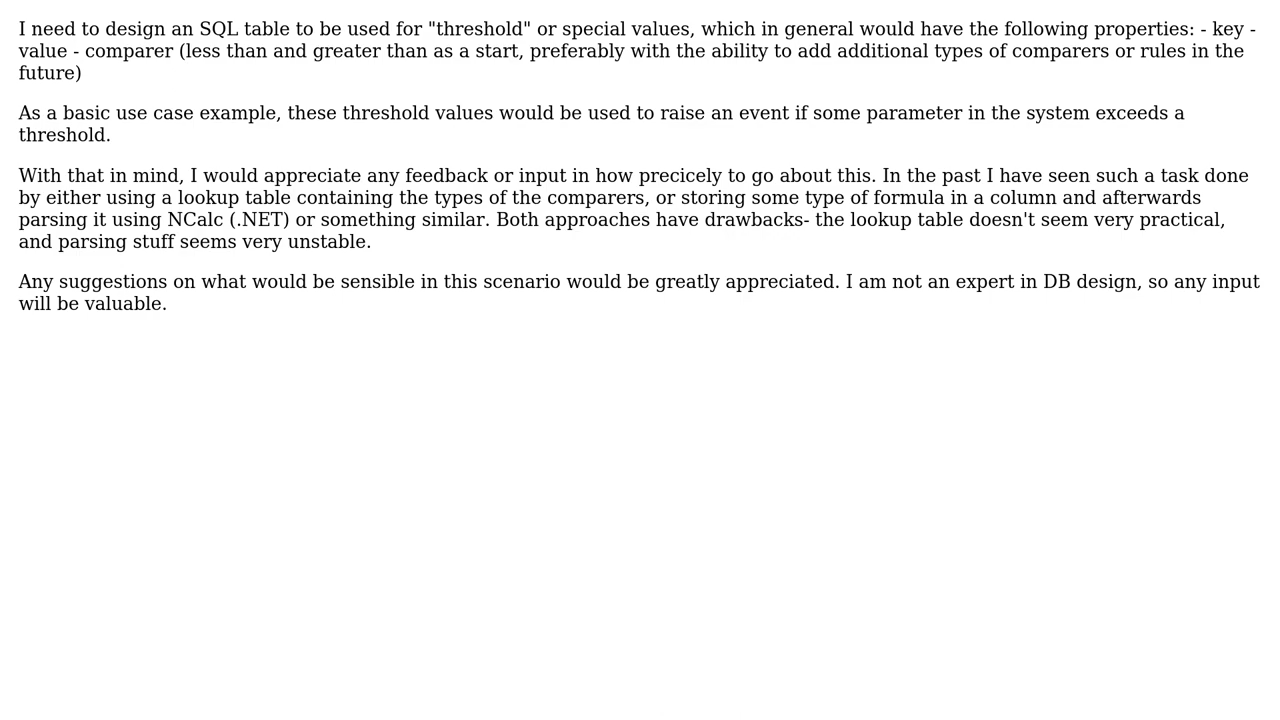 I need to design an SQL table to be used for "threshold" or special values, which in general would have the following properties: - key -
value - comparer (less than and greater than as a start, preferably with the ability to add additional types of comparers or rules in the
future)
As a basic use case example, these threshold values would be used to raise an event if some parameter in the system exceeds a
threshold.
With that in mind, I would appreciate any feedback or input in how precicely to go about this. In the past I have seen such a task done
by either using a lookup table containing the types of the comparers, or storing some type of formula in a column and afterwards
parsing it using NCalc (.NET) or something similar. Both approaches have drawbacks- the lookup table doesn't seem very practical,
and parsing stuff seems very unstable.
Any suggestions on what would be sensible in this scenario would be greatly appreciated. I am not an expert in DB design, so any input
will be valuable.